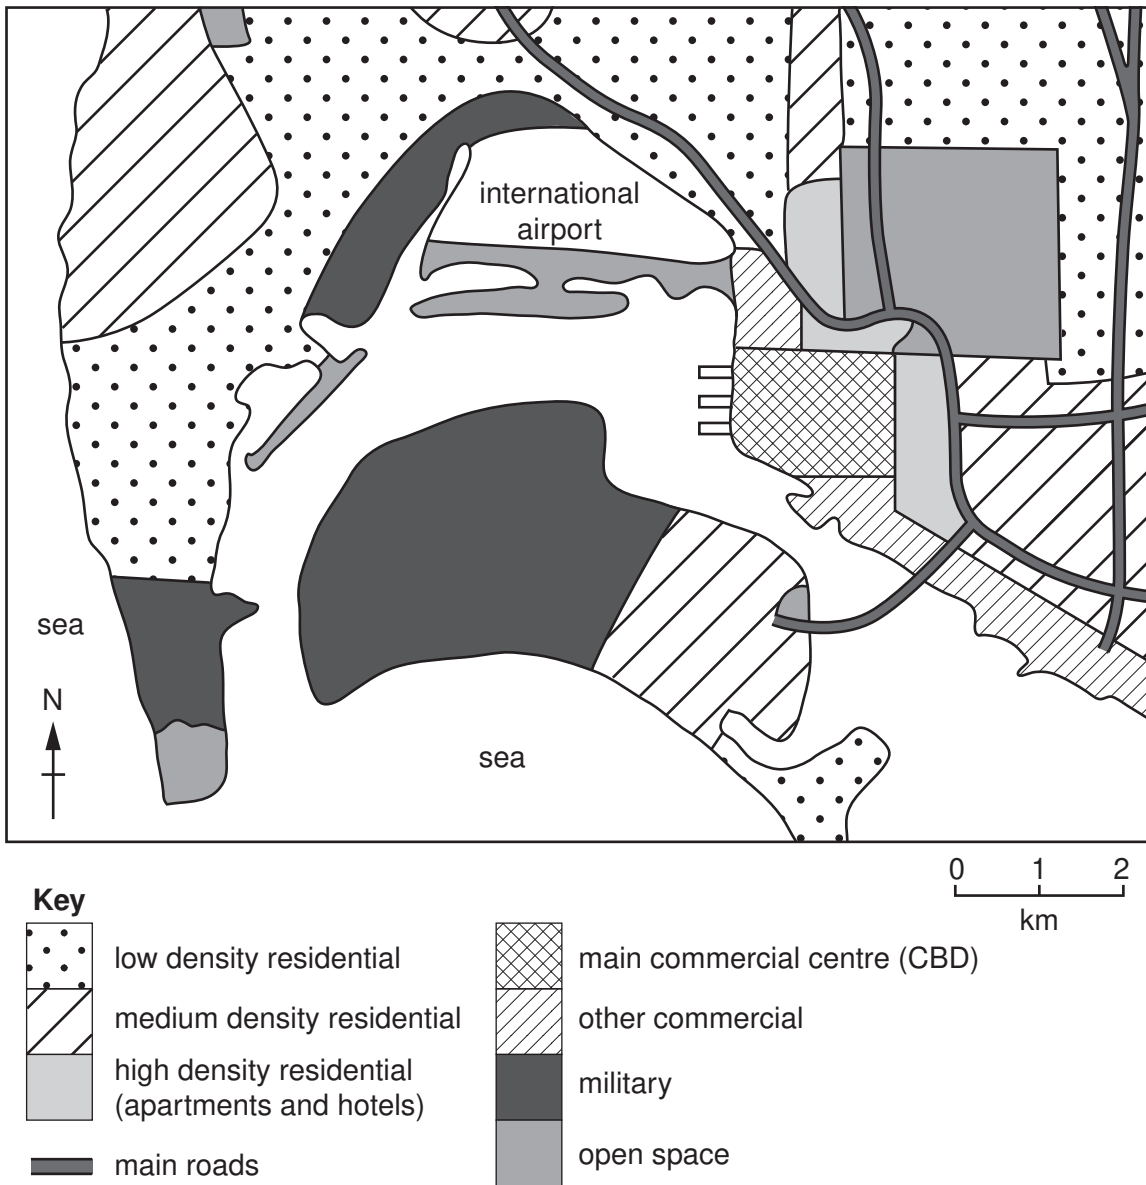 international
airport
sea
N
sea
0 1 2
km
Key
low density residential
medium density residential
high density residential
(apartments and hotels)
main roads
main commercial centre (CBD)
other commercial
military
open space